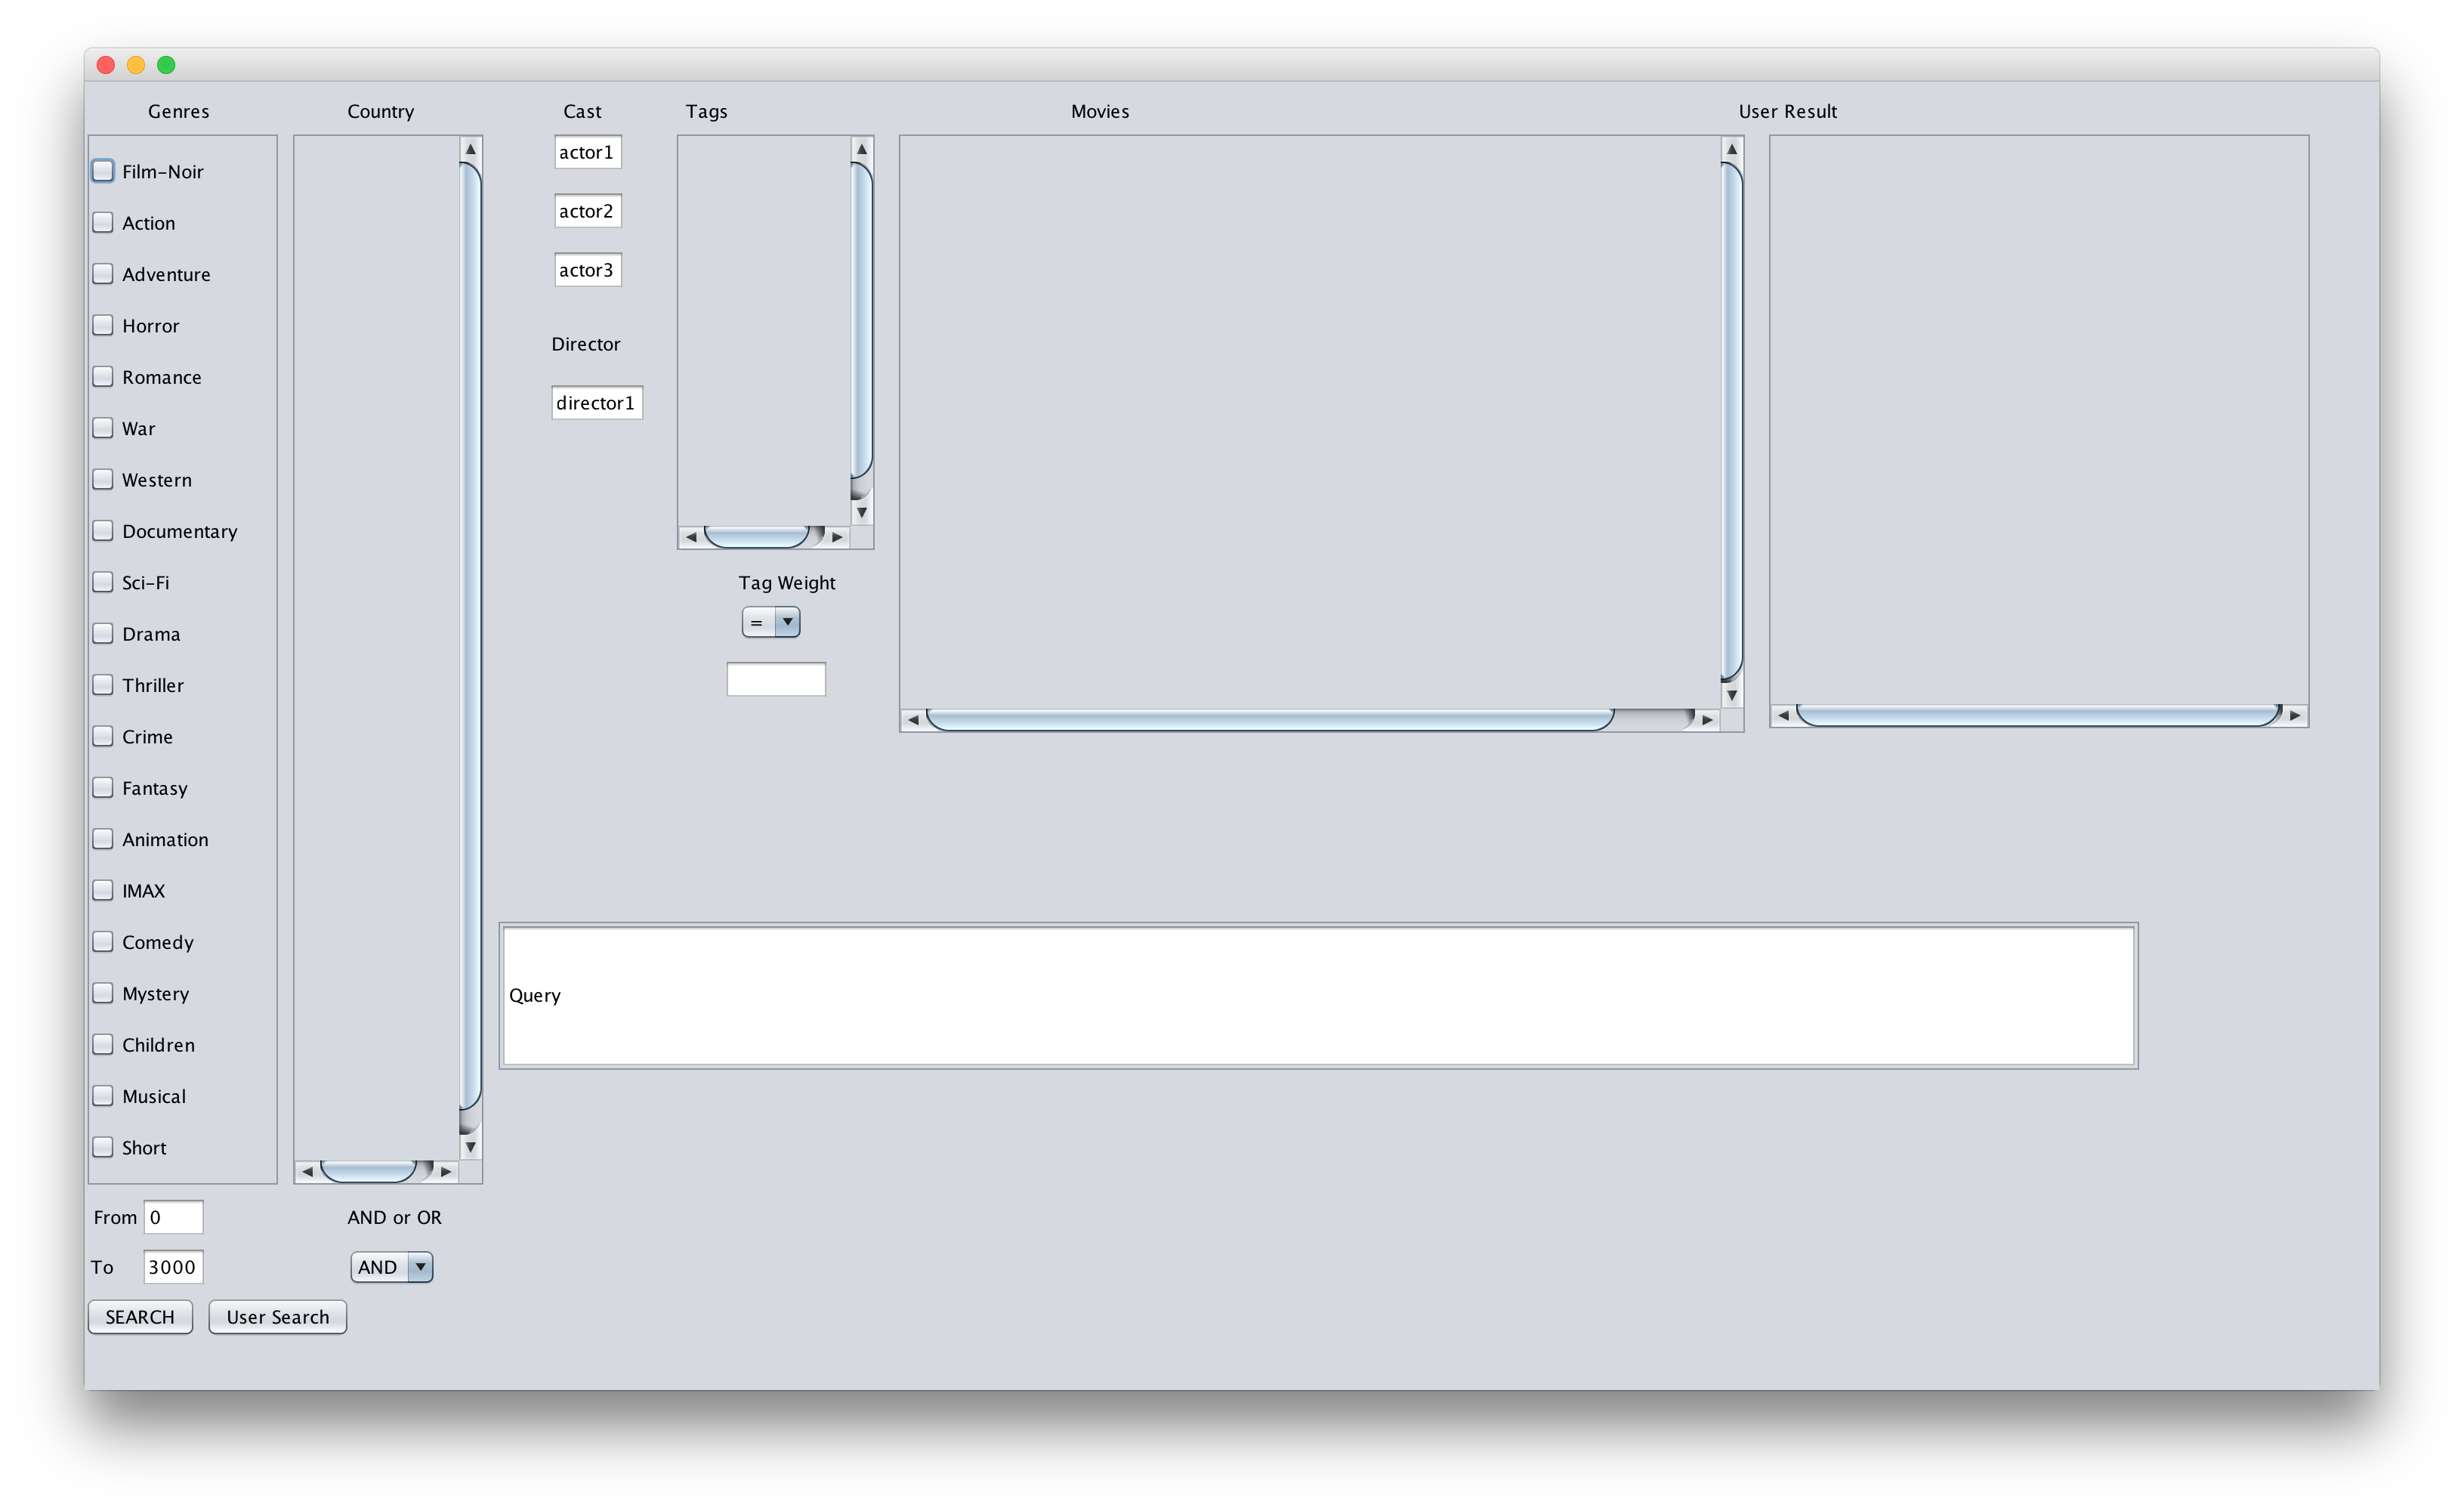 Genres
Country
Cast
Tags
Movies
User Result
Film-Noir
Action
Adventure
Horror
Romance
War
Western
Documentary
Sci-Fi
Drama
Thriller
Crime
Fantasy
Animation
IMAX
Comedy
Mystery
Children
Musical
Short
actor1
actor2
actor3
Director
director1
Tag Weight
=
Query
From 0
To 3000
AND or OR
AND
SEARCH
User Search